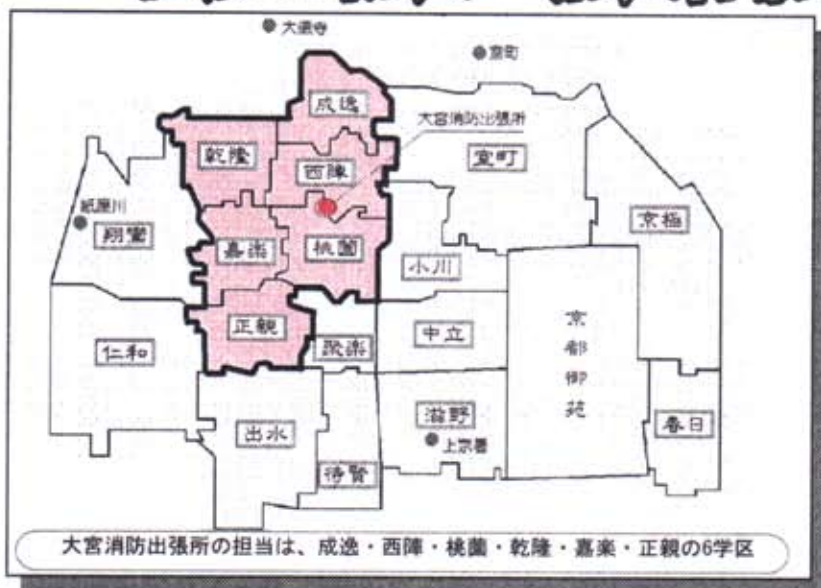 大徳寺
室町
成逸
大宮消防出張所
乾隆
西陣
室町
紙屋川
翔鸞
京極
嘉楽
桃薗
小川
正親
仁和
聚楽
中立
京都御苑
出水
滋野
上京署
春日
待賢
大宮消防出張所の担当は、成逸・西陣・桃薗・乾隆・嘉楽・正親の6学区